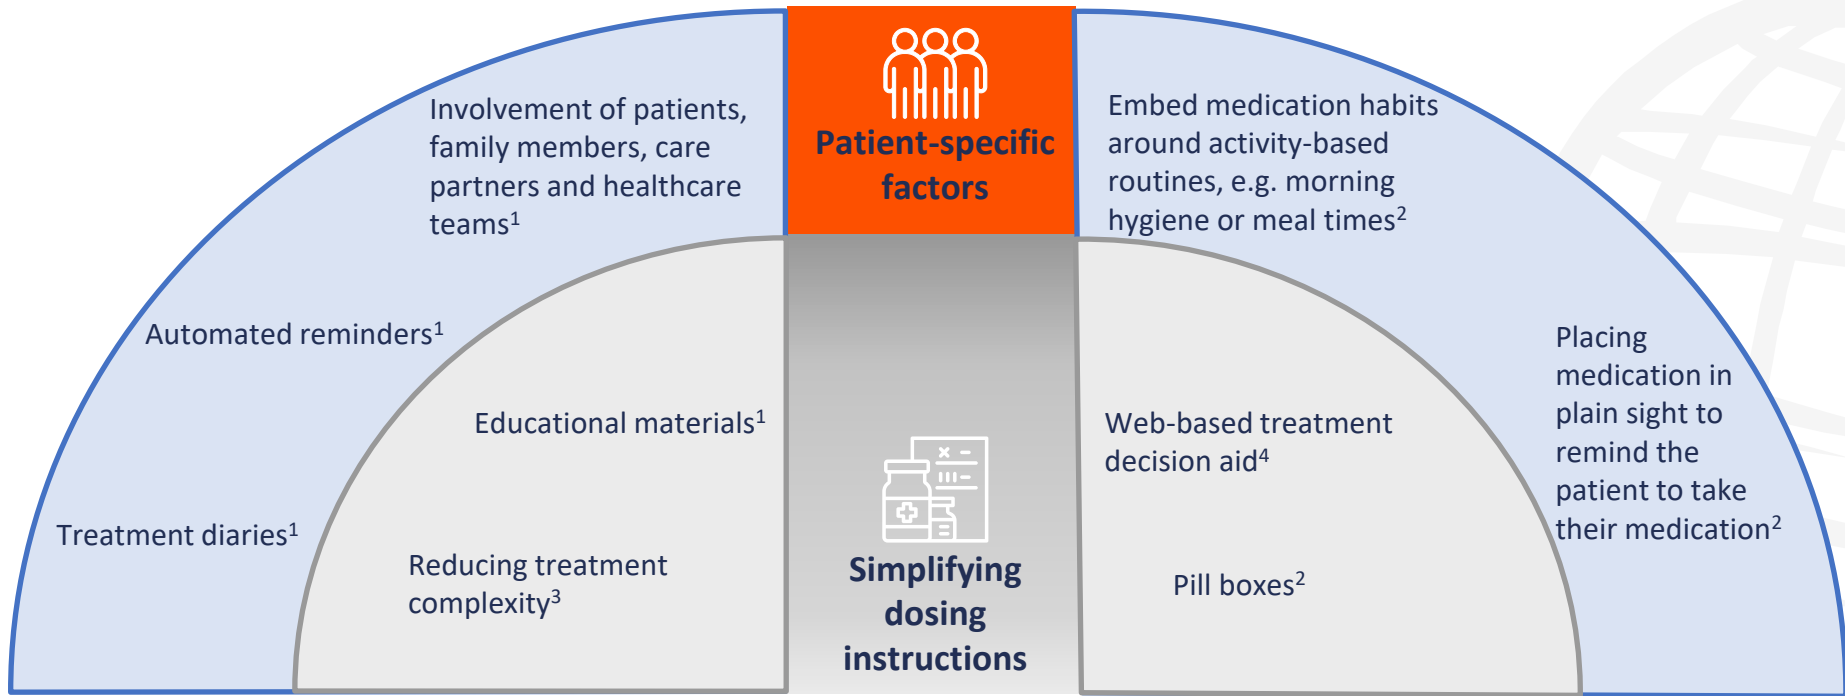 Patient-specific
factors
Involvement of patients,
family members, care
partners and healthcare
teams1
Automated reminders1
Treatment diaries1
Embed medication habits
around activity-based
routines, e.g. morning
hygiene or meal times2
Placing
medication in
plain sight to
remind the
patient to take
their medication2
Educational materials1
Reducing treatment
complexity3
Simplifying
dosing
instructions
Web-based treatment
decision aid4
Pill boxes2